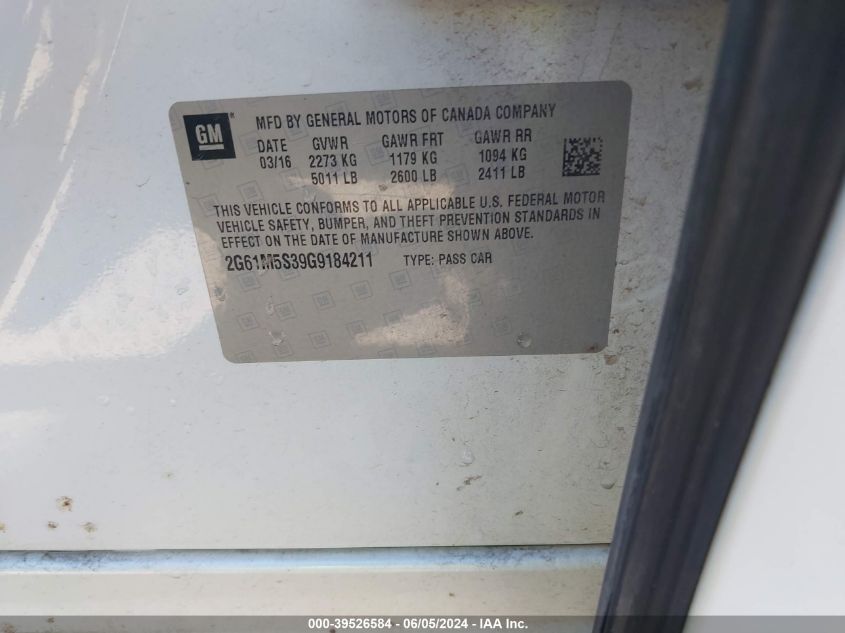 GM
MFD BY GENERAL MOTORS OF CANADA COMPANY
DATE GVWR GAWR FRT GAWR RR
03/16 2273 KG 1179 KG 1094 KG
5011 LB 2600 LB 2411 LB
THIS VEHICLE CONFORMS TO ALL APPLICABLE U.S. FEDERAL MOTOR
VEHICLE SAFETY, BUMPER, AND THEFT PREVENTION STANDARDS IN
EFFECT ON THE DATE OF MANUFACTURE SHOWN ABOVE.
2G61M5S39G9184211 TYPE: PASS CAR
000-39526584 - 06/05/2024 - IAA Inc.